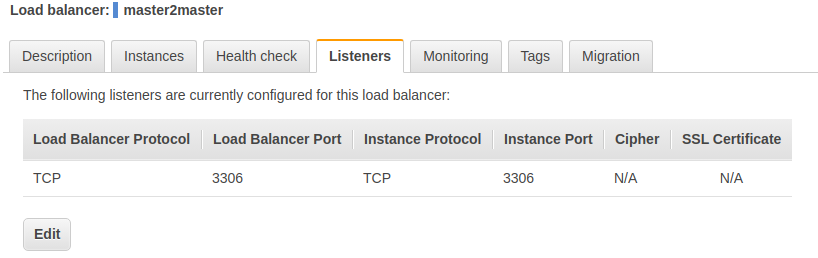 Load balancer: master2master
Description Instances Health check Listeners Monitoring Tags Migration
The following listeners are currently configured for this load balancer:
Load Balancer Protocol Load Balancer Port Instance Protocol Instance Port Cipher SSL Certificate
TCP 3306 TCP 3306 N/A N/A
Edit